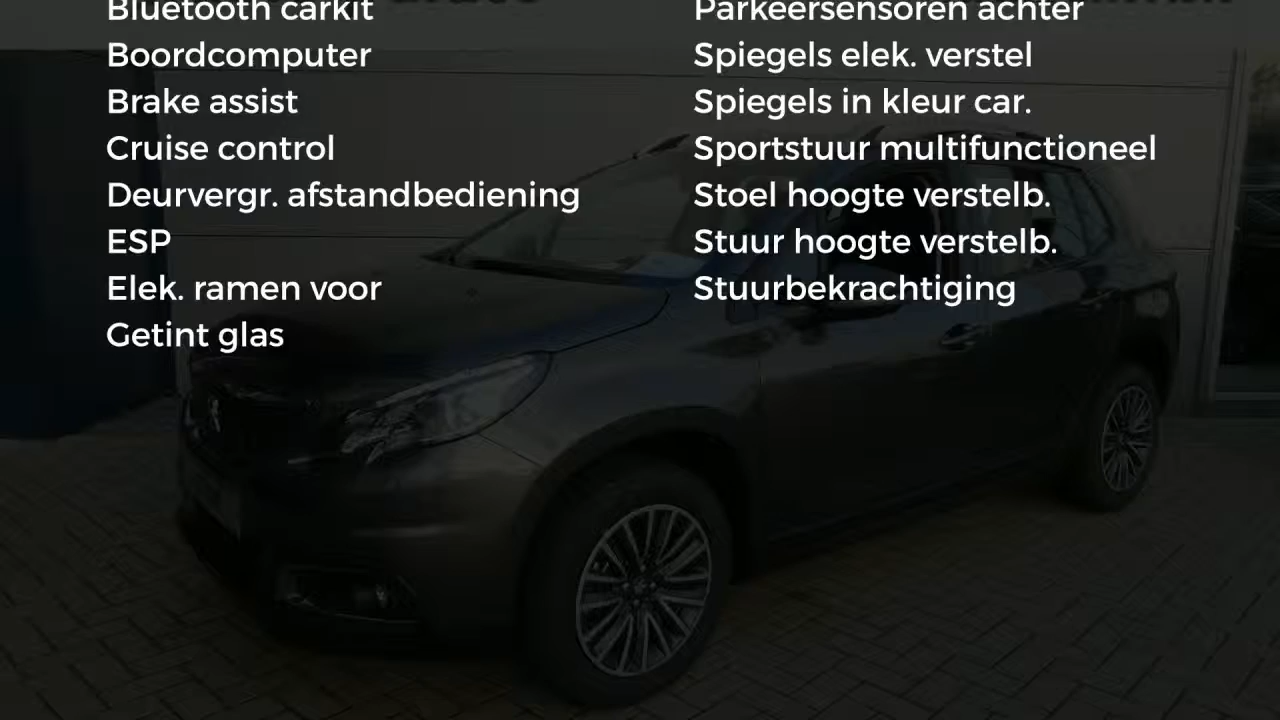 Bluetooth carkit
Boordcomputer
Brake assist
Cruise control
Deurvergr. afstandbediening
ESP
Elek. ramen voor
Getint glas
Parkeersensoren achter
Spiegels elek. verstel
Spiegels in kleur car.
Sportstuur multifunctioneel
Stoel hoogte verstelb.
Stuur hoogte verstelb.
Stuurbekrachtiging